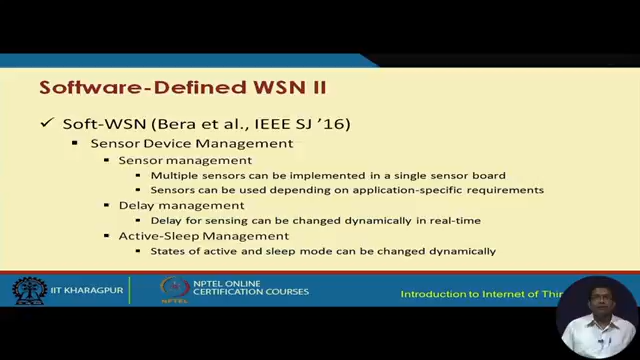 Software-Defined WSN II
✓ Soft-WSN (Bera et al., IEEE SJ ’16)
▪ Sensor Device Management
▪ Sensor management
▪ Multiple sensors can be implemented in a single sensor board
▪ Sensors can be used depending on application-specific requirements
▪ Delay management
▪ Delay for sensing can be changed dynamically in real-time
▪ Active-Sleep Management
▪ States of active and sleep mode can be changed dynamically
IIT KHARAGPUR
NPTEL
NPTEL ONLINE
CERTIFICATION COURSES
Introduction to Internet of Thi